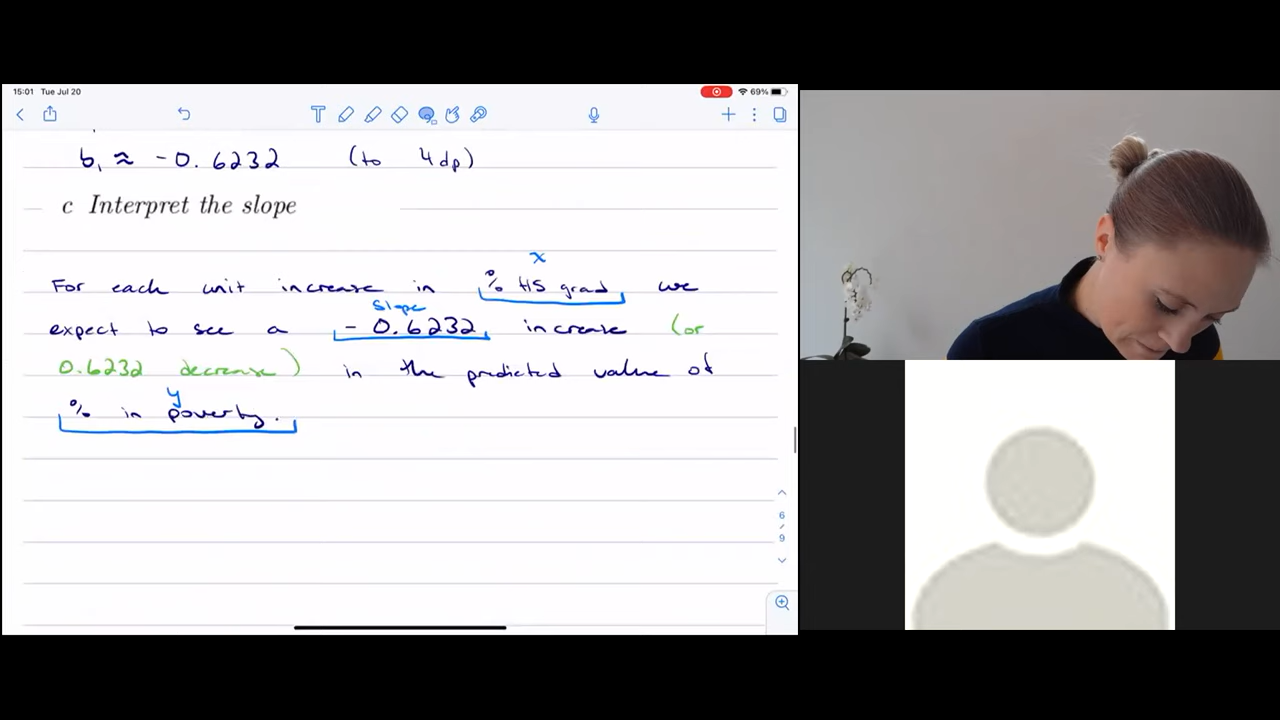 15:01 Tue Jul 20
69%
T
b₁ ≈ -0.6232 (to 4dp)
c Interpret the slope
x
For each unit increase in % HS grad we
slope
expect to see a -0.6232 increase (or
0.6232 decrease) in the predicted value of
y
% in poverty.
6
/
9